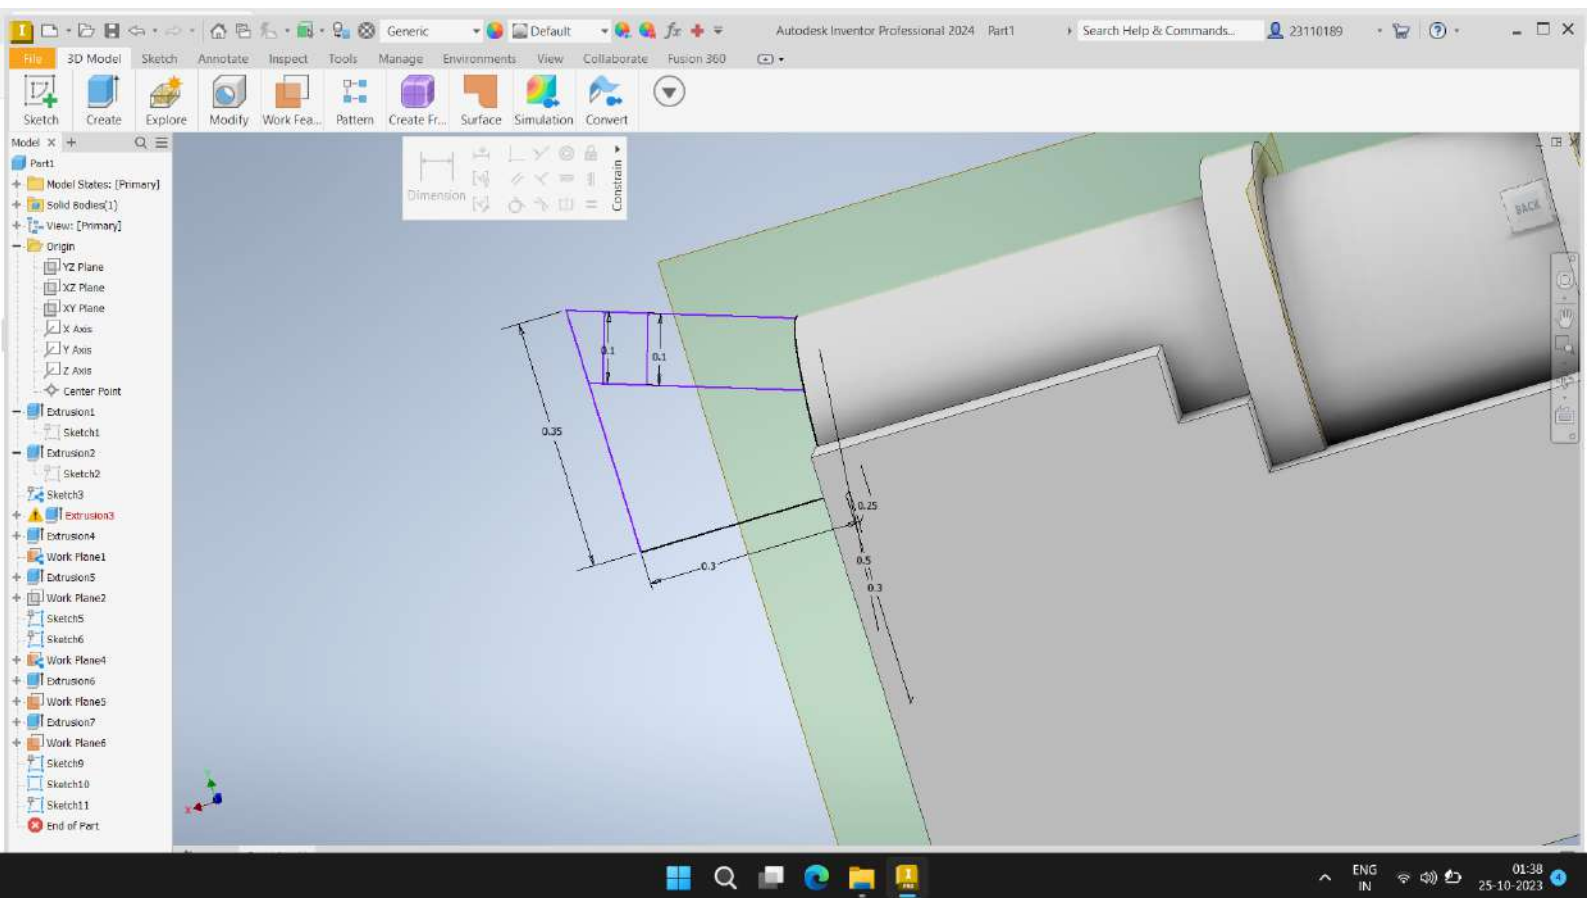 Generic
Default
Autodesk Inventor Professional 2024 Part1
Search Help & Commands...
23110189
File 3D Model Sketch Annotate Inspect Tools Manage Environments View Collaborate Fusion 360
Sketch Create Explore Modify Work Fea... Pattern Create Fr... Surface Simulation Convert
Model
Part1
Model States: [Primary]
Solid Bodies(1)
View: [Primary]
Origin
YZ Plane
XZ Plane
XY Plane
X Axis
Y Axis
Z Axis
Center Point
Extrusion1
Sketch1
Extrusion2
Sketch2
Sketch3
Extrusion3
Extrusion4
Work Plane1
Extrusion5
Work Plane2
Sketch5
Sketch6
Work Plane4
Extrusion6
Work Plane5
Extrusion7
Work Plane6
Sketch9
Sketch10
Sketch11
End of Part
Dimension
Constrain
BACK
0.1
0.1
0.35
0.25
0.5
0.3
0.3
Y
X
PRO
ENG
IN
01:38
25-10-2023
4